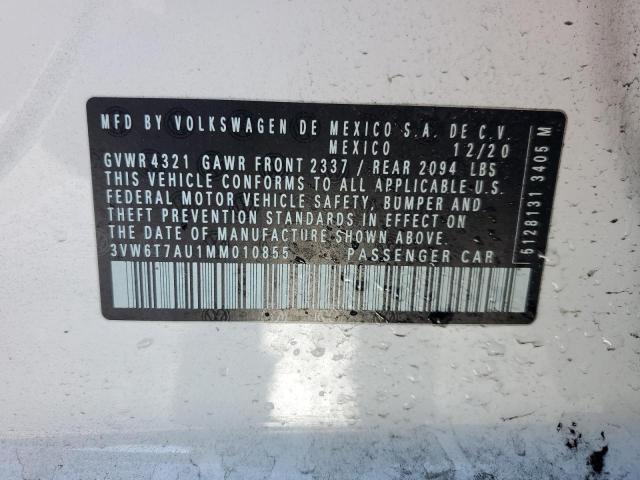 MFD BY VOLKSWAGEN DE MEXICO S.A. DE C.V.
MEXICO 12/20
GVWR 4321 GAWR FRONT 2337 / REAR 2094 LBS
THIS VEHICLE CONFORMS TO ALL APPLICABLE U.S.
FEDERAL MOTOR VEHICLE SAFETY, BUMPER AND
THEFT PREVENTION STANDARDS IN EFFECT ON
THE DATE OF MANUFACTURE SHOWN ABOVE.
3VW6T7AU1MM010855 PASSENGER CAR
6128131 3405 M